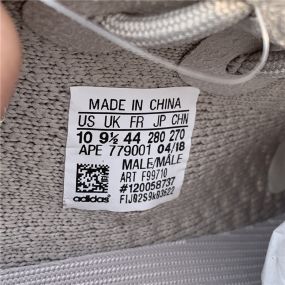 MADE IN CHINA
US UK FR JP CHN
10 9½ 44 280 270
APE 779001 04/18
MALE/MALE
ART F99710
#120058797
adidas